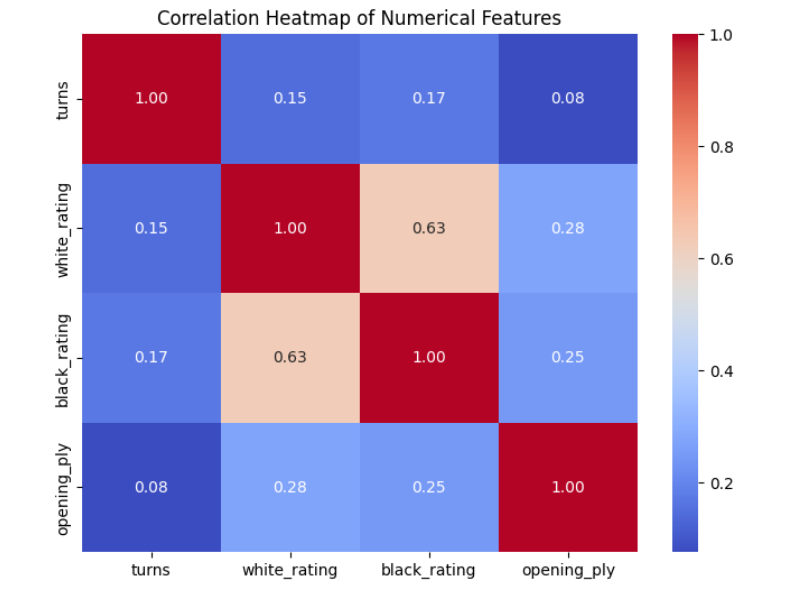 Correlation Heatmap of Numerical Features
turns
1.00
0.15
0.17
0.08
white_rating
0.15
1.00
0.63
0.28
black_rating
0.17
0.63
1.00
0.25
opening_ply
0.08
0.28
0.25
1.00
turns
white_rating
black_rating
opening_ply
1.0
0.8
0.6
0.4
0.2